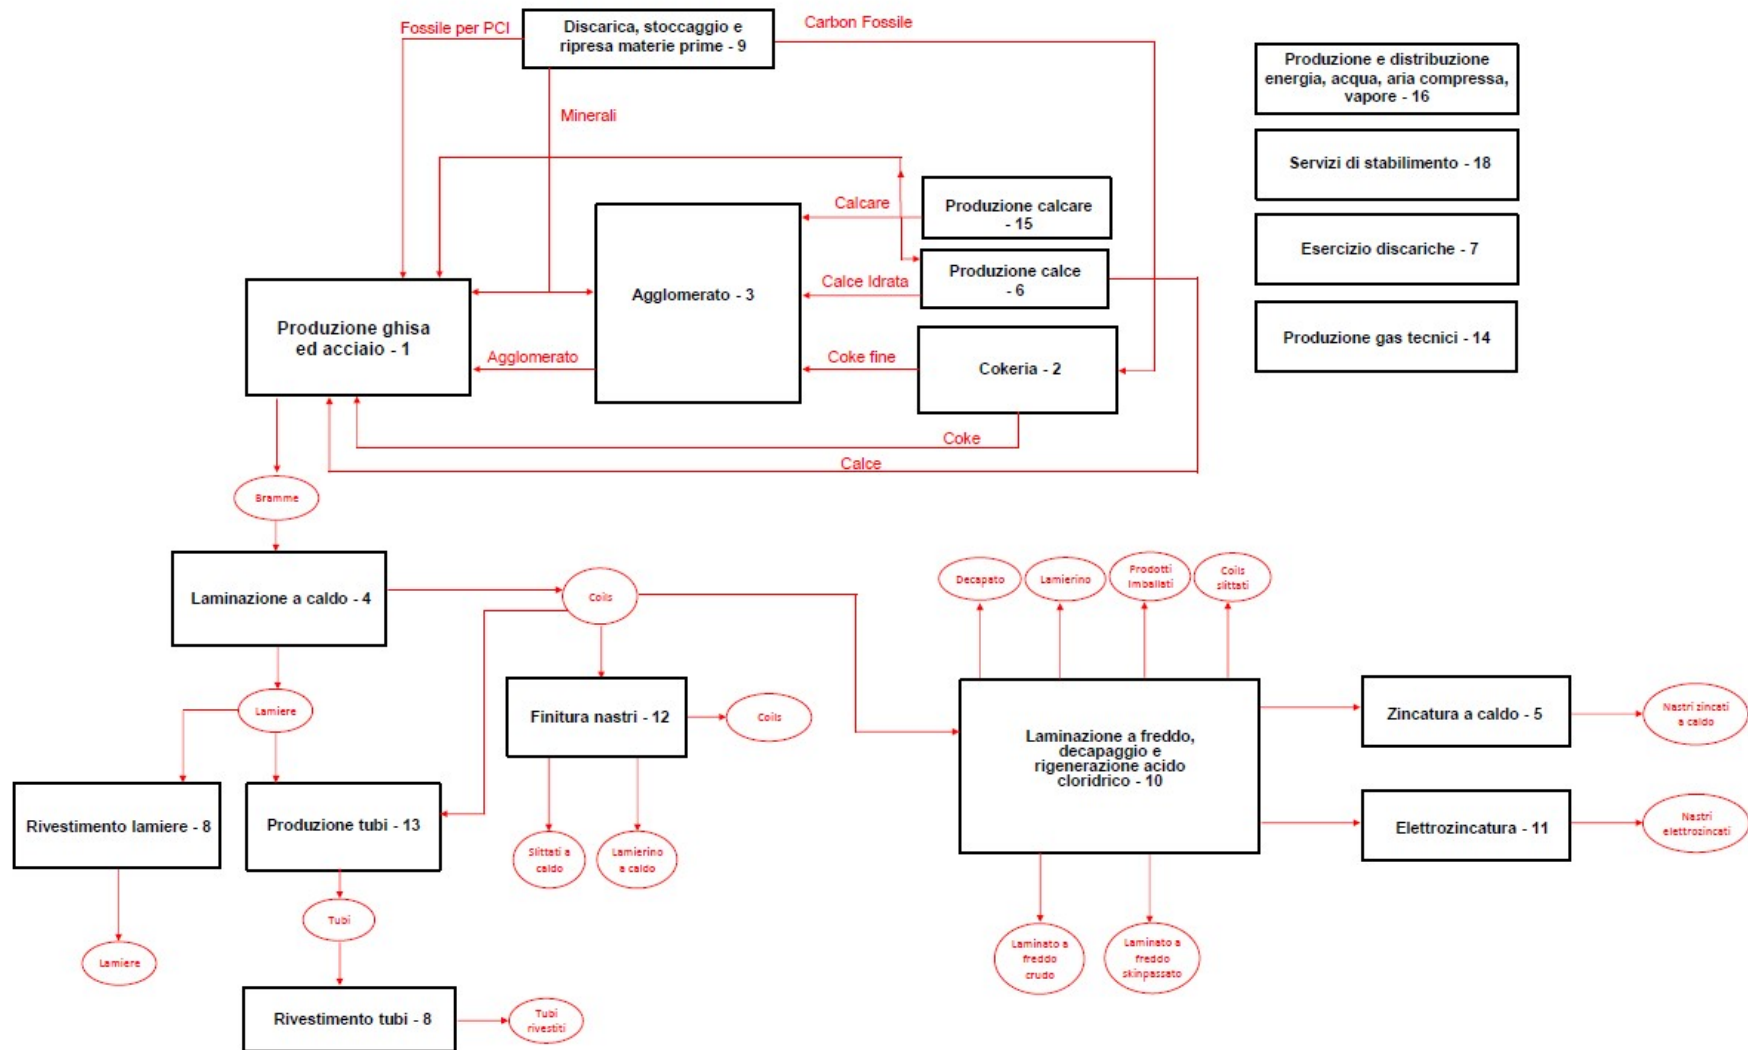 Fossile per PCI
Discarica, stoccaggio e
ripresa materie prime - 9
Carbon Fossile
Minerali
Produzione e distribuzione
energia, acqua, aria compressa,
vapore - 16
Servizi di stabilimento - 18
Esercizio discariche - 7
Produzione gas tecnici - 14
Calcare
Produzione calcare
- 15
Agglomerato - 3
Calce Idrata
Produzione calce
- 6
Produzione ghisa
ed acciaio - 1
Agglomerato
Coke fine
Cokeria - 2
Coke
Calce
Bramme
Laminazione a caldo - 4
Coils
Decapato
Lamierino
Prodotti
Imballati
Coils
slittati
Lamiere
Finitura nastri - 12
Coils
Laminazione a freddo,
decapaggio e
rigenerazione acido
cloridrico - 10
Zincatura a caldo - 5
Nastri zincati
a caldo
Rivestimento lamiere - 8
Produzione tubi - 13
Slittati a
caldo
Lamierino
a caldo
Elettrozincatura - 11
Nastri
elettrozincati
Tubi
Lamiere
Laminato a
freddo
crudo
Laminato a
freddo
skinpassato
Rivestimento tubi - 8
Tubi
rivestiti